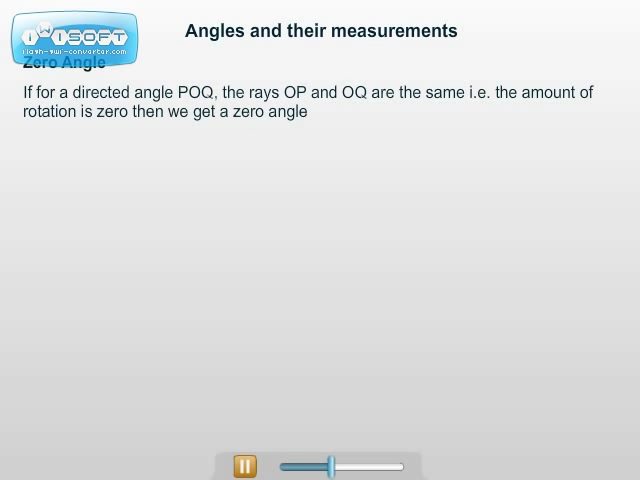 Angles and their measurements
iWiSOFT
flash-swf-converter.com
Zero Angle
If for a directed angle POQ, the rays OP and OQ are the same i.e. the amount of
rotation is zero then we get a zero angle